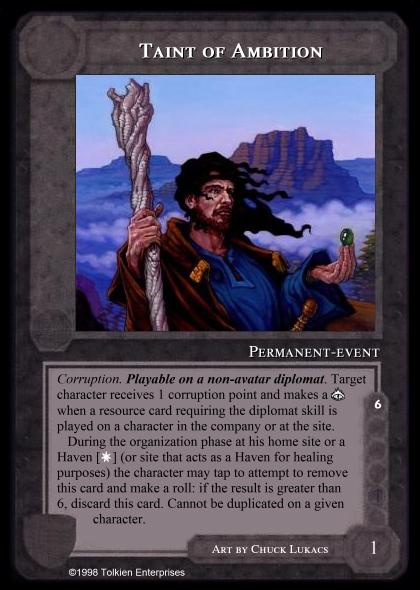 Taint of Ambition
Permanent-event
Corruption. Playable on a non-avatar diplomat. Target
character receives 1 corruption point and makes a
when a resource card requiring the diplomat skill is
played on a character in the company or at the site.
During the organization phase at his home site or a
Haven [✷] (or site that acts as a Haven for healing
purposes) the character may tap to attempt to remove
this card and make a roll: if the result is greater than
6, discard this card. Cannot be duplicated on a given
character.
6
Art by Chuck Lukacs
1
©1998 Tolkien Enterprises